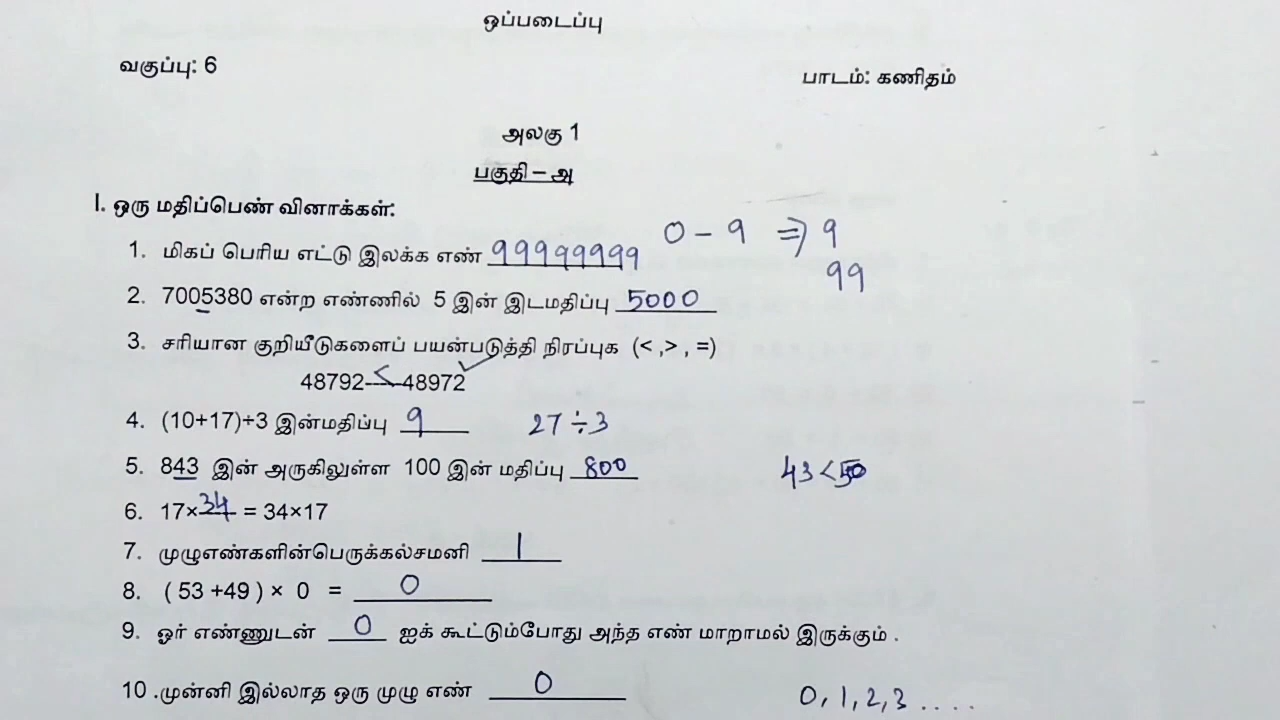 ஒப்படைப்பு
வகுப்பு: 6
பாடம்: கணிதம்
அலகு 1
பகுதி – அ
I. ஒரு மதிப்பெண் வினாக்கள்:
0 – 9 ⇒ 9
1. மிகப் பெரிய எட்டு இலக்க எண் 99999999
99
2. 7005380 என்ற எண்ணில் 5 இன் இடமதிப்பு 5000
3. சரியான குறியீடுகளைப் பயன்படுத்தி நிரப்புக (< ,> , =)
48792 < 48972
4. (10+17)÷3 இன்மதிப்பு 9 27 ÷ 3
5. 843 இன் அருகிலுள்ள 100 இன் மதிப்பு 800 43 < 50
6. 17×34 = 34×17
7. முழுஎண்களின்பெருக்கல்சமனி 1
8. ( 53 +49 ) × 0 = 0
9. ஓர் எண்ணுடன் 0 ஐக் கூட்டும்போது அந்த எண் மாறாமல் இருக்கும் .
10 .முன்னி இல்லாத ஒரு முழு எண் 0 0, 1, 2, 3 . . . .